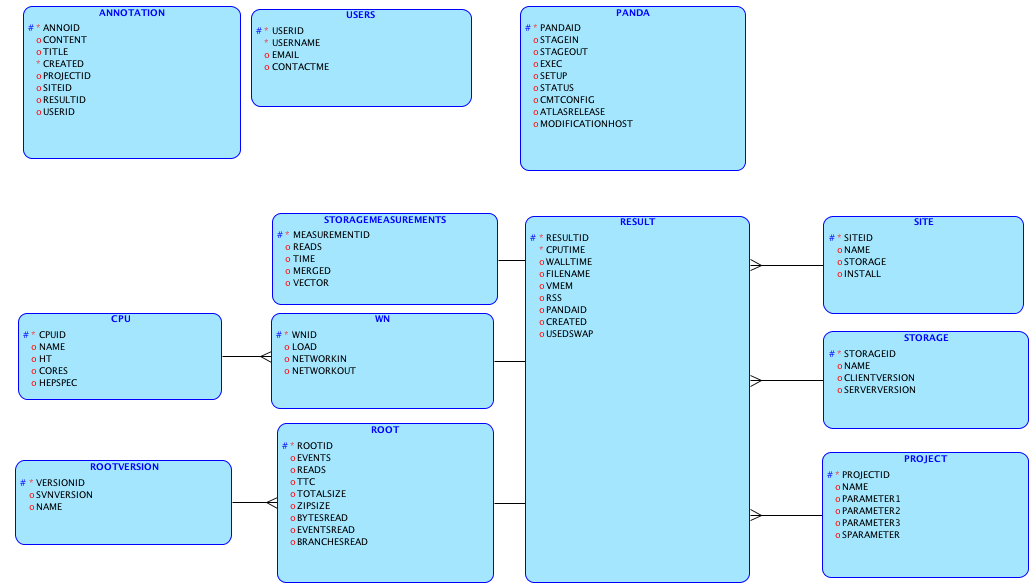 ANNOTATION
# * ANNOID
o CONTENT
o TITLE
* CREATED
o PROJECTID
o SITEID
o RESULTID
o USERID
USERS
# * USERID
* USERNAME
o EMAIL
o CONTACTME
PANDA
# * PANDAID
o STAGEIN
o STAGEOUT
o EXEC
o SETUP
o STATUS
o CMTCONFIG
o ATLASRELEASE
o MODIFICATIONHOST
STORAGEMEASUREMENTS
# * MEASUREMENTID
o READS
o TIME
o MERGED
o VECTOR
RESULT
# * RESULTID
* CPUTIME
o WALLTIME
o FILENAME
o VMEM
o RSS
o PANDAID
o CREATED
o USEDSWAP
SITE
# * SITEID
o NAME
o STORAGE
o INSTALL
CPU
# * CPUID
o NAME
o HT
o CORES
o HEPSPEC
WN
# * WNID
o LOAD
o NETWORKIN
o NETWORKOUT
STORAGE
# * STORAGEID
o NAME
o CLIENTVERSION
o SERVERVERSION
ROOTVERSION
# * VERSIONID
o SVNVERSION
o NAME
ROOT
# * ROOTID
o EVENTS
o READS
o TTC
o TOTALSIZE
o ZIPSIZE
o BYTESREAD
o EVENTSREAD
o BRANCHESREAD
PROJECT
# * PROJECTID
o NAME
o PARAMETER1
o PARAMETER2
o PARAMETER3
o SPARAMETER